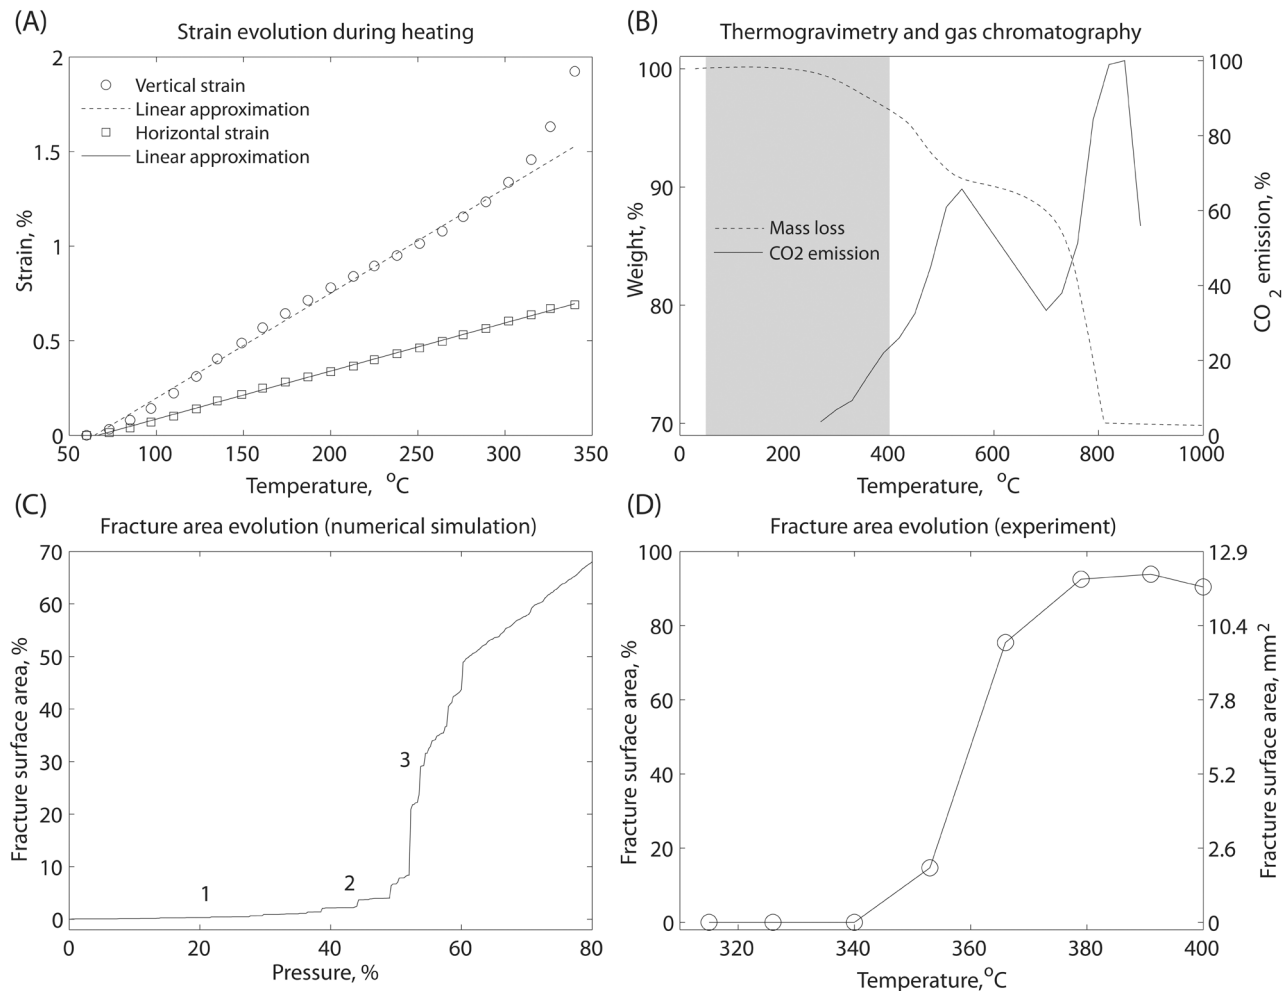 (A)
Strain evolution during heating
2
1.5
1
0.5
0
Strain, %
Vertical strain
Linear approximation
Horizontal strain
Linear approximation
50
100
150
200
250
300
350
Temperature, °C
(B)
Thermogravimetry and gas chromatography
100
90
80
70
Weight, %
Mass loss
CO2 emission
100
80
60
40
20
0
CO2 emission, %
0
200
400
600
800
1000
Temperature, °C
(C)
Fracture area evolution (numerical simulation)
70
60
50
40
30
20
10
0
Fracture surface area, %
1
2
3
0
20
40
60
80
Pressure, %
(D)
Fracture area evolution (experiment)
100
80
60
40
20
0
Fracture surface area, %
12.9
10.4
7.8
5.2
2.6
0
Fracture surface area, mm2
320
340
360
380
400
Temperature,°C